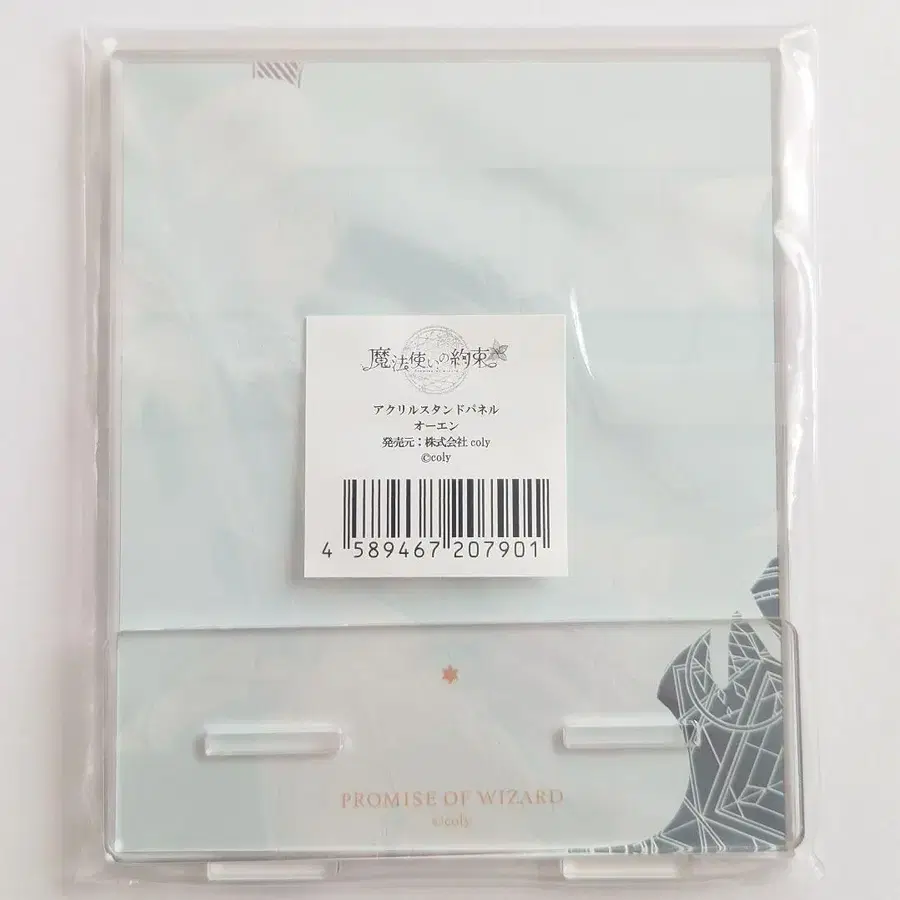 魔法使いの約束
アクリルスタンドパネル
オーエン
発売元：株式会社 coly
©coly
4 589467 207901
PROMISE OF WIZARD
©coly